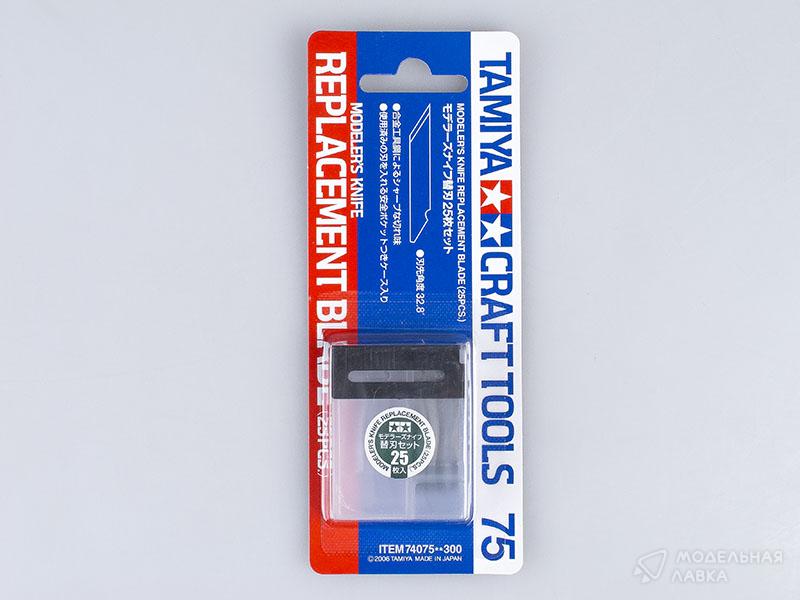 TAMIYA CRAFT TOOLS 75
MODELER'S KNIFE REPLACEMENT BLADE (25PCS.)
モデラーズナイフ替刃 25枚セット
●刃先角度 32.8°
●合金工具鋼によるシャープな切れ味
●使用済みの刃を入れる安全ポケットつきケース入り
MODELER'S KNIFE
REPLACEMENT BLADE (25PCS.)
MODELER'S KNIFE REPLACEMENT BLADE (25PCS.)
モデラーズナイフ
替刃セット
25
枚入
ITEM 74075**300
©2006 TAMIYA MADE IN JAPAN
МОДЕЛЬНАЯ
ЛАВКА